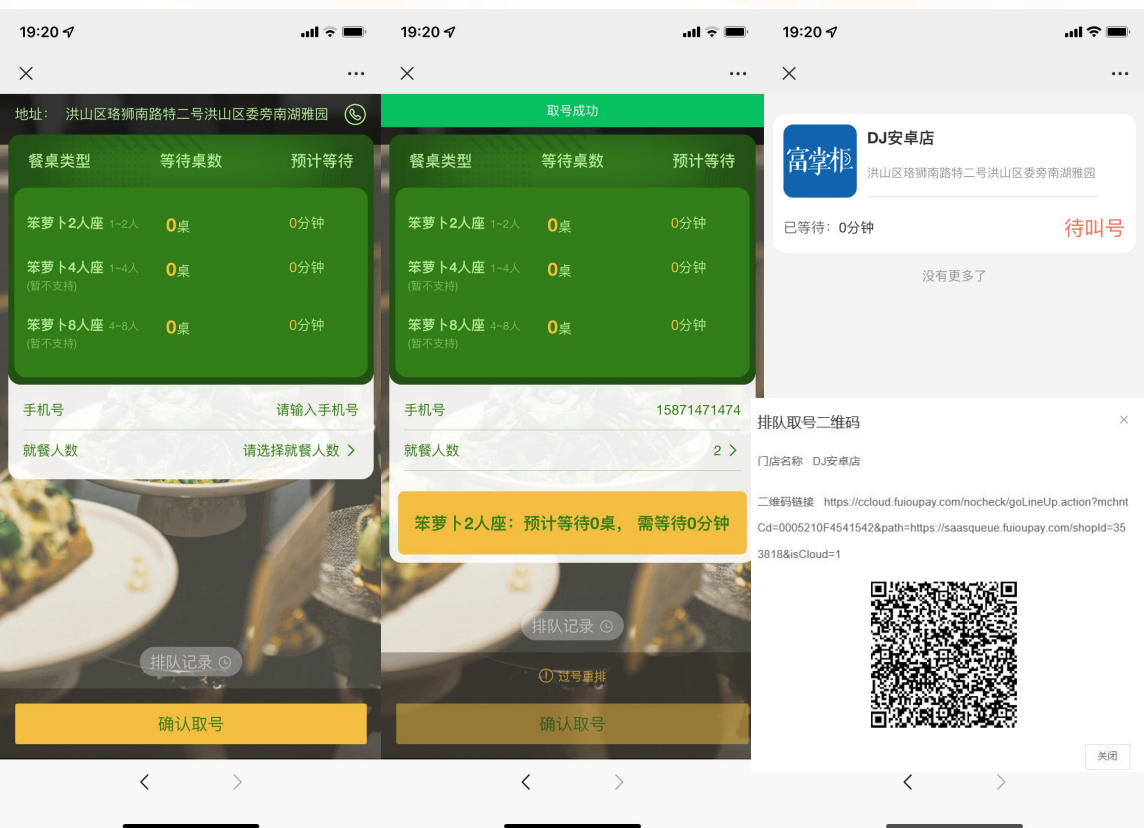 19:20
地址： 洪山区珞狮南路特二号洪山区委旁南湖雅园
餐桌类型 等待桌数 预计等待
笨萝卜2人座 1~2人 0桌 0分钟
笨萝卜4人座 1~4人 0桌 0分钟
(暂不支持)
笨萝卜8人座 4~8人 0桌 0分钟
(暂不支持)
手机号 请输入手机号
就餐人数 请选择就餐人数
排队记录
确认取号
19:20
取号成功
餐桌类型 等待桌数 预计等待
笨萝卜2人座 1~2人 0桌 0分钟
笨萝卜4人座 1~4人 0桌 0分钟
(暂不支持)
笨萝卜8人座 4~8人 0桌 0分钟
(暂不支持)
手机号 15871471474
就餐人数 2
笨萝卜2人座：预计等待0桌， 需等待0分钟
排队记录
过号重排
确认取号
19:20
富掌柜
DJ安卓店
洪山区珞狮南路特二号洪山区委旁南湖雅园
已等待：0分钟 待叫号
没有更多了
排队取号二维码
门店名称 DJ安卓店
二维码链接 https://ccloud.fuioupay.com/nocheck/goLineUp.action?mchnt
Cd=0005210F4541542&path=https://saasqueue.fuioupay.com/shopId=35
3818&isCloud=1
关闭